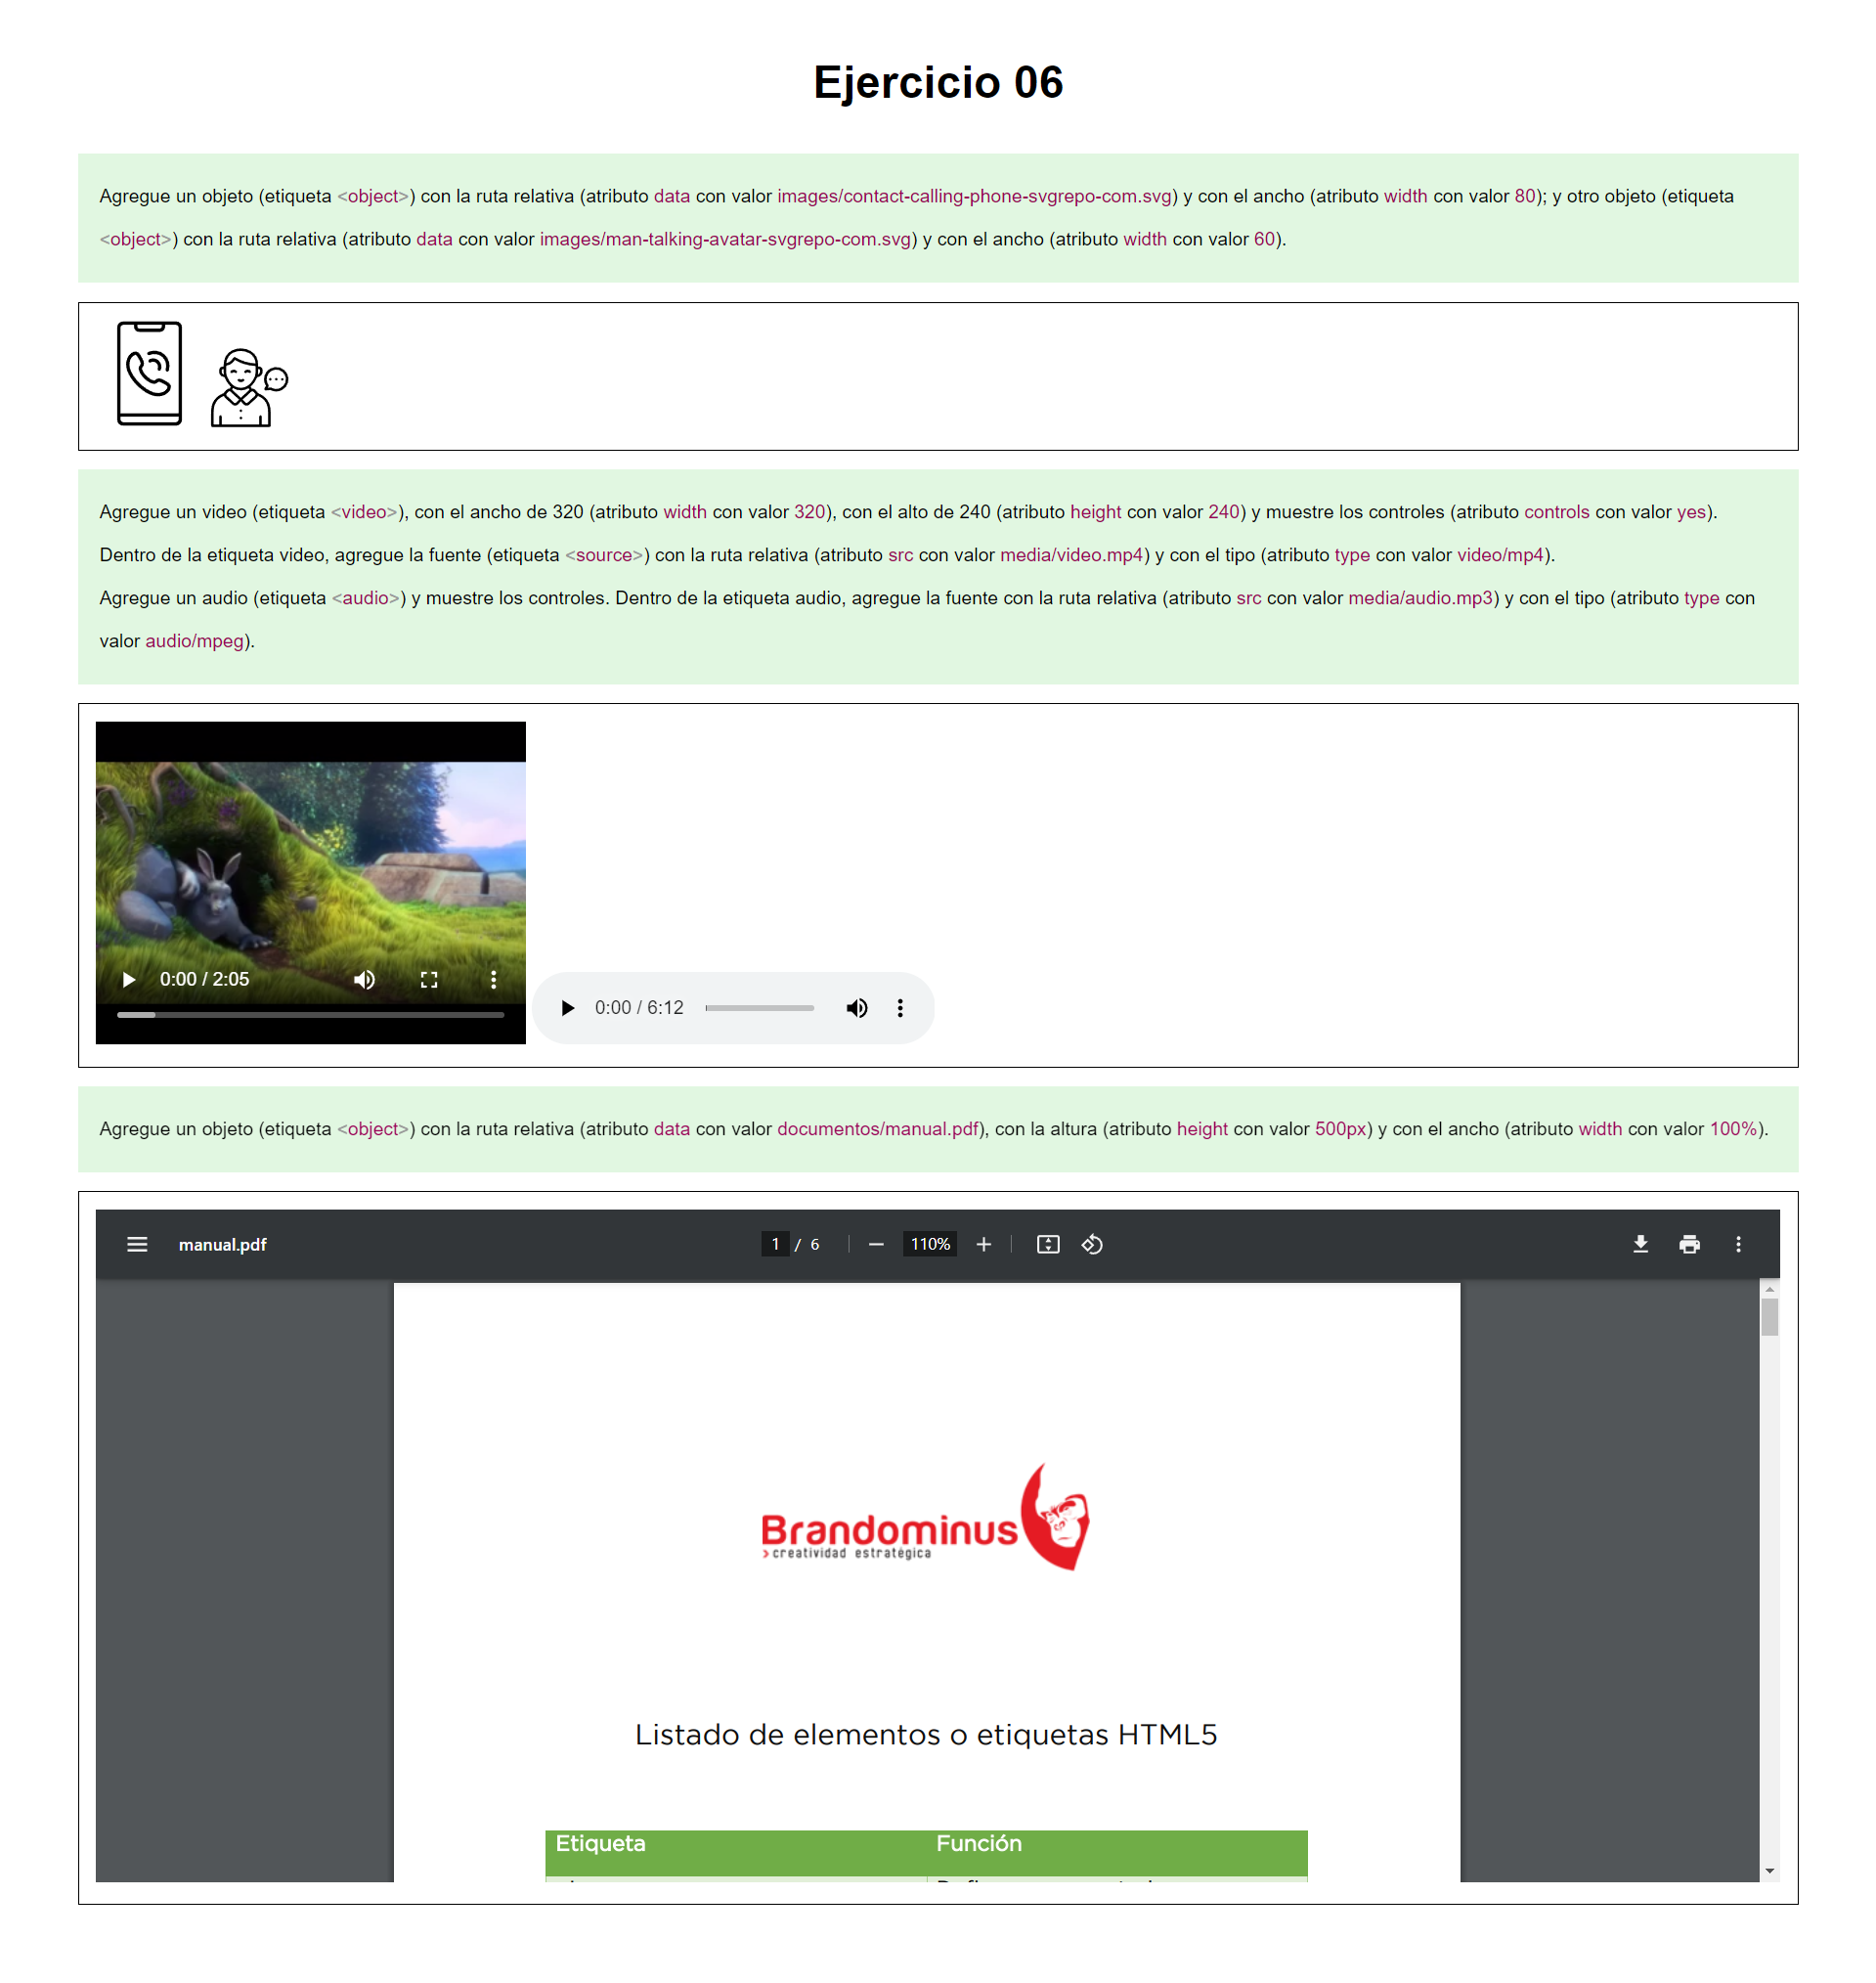 Ejercicio 06
Agregue un objeto (etiqueta <object>) con la ruta relativa (atributo data con valor images/contact-calling-phone-svgrepo-com.svg) y con el ancho (atributo width con valor 80); y otro objeto (etiqueta
<object>) con la ruta relativa (atributo data con valor images/man-talking-avatar-svgrepo-com.svg) y con el ancho (atributo width con valor 60).
Agregue un video (etiqueta <video>), con el ancho de 320 (atributo width con valor 320), con el alto de 240 (atributo height con valor 240) y muestre los controles (atributo controls con valor yes).
Dentro de la etiqueta video, agregue la fuente (etiqueta <source>) con la ruta relativa (atributo src con valor media/video.mp4) y con el tipo (atributo type con valor video/mp4).
Agregue un audio (etiqueta <audio>) y muestre los controles. Dentro de la etiqueta audio, agregue la fuente con la ruta relativa (atributo src con valor media/audio.mp3) y con el tipo (atributo type con
valor audio/mpeg).
0:00 / 2:05
0:00 / 6:12
Agregue un objeto (etiqueta <object>) con la ruta relativa (atributo data con valor documentos/manual.pdf), con la altura (atributo height con valor 500px) y con el ancho (atributo width con valor 100%).
manual.pdf 1 / 6 110%
Brandominus
creatividad estratégica
Listado de elementos o etiquetas HTML5
Etiqueta Función